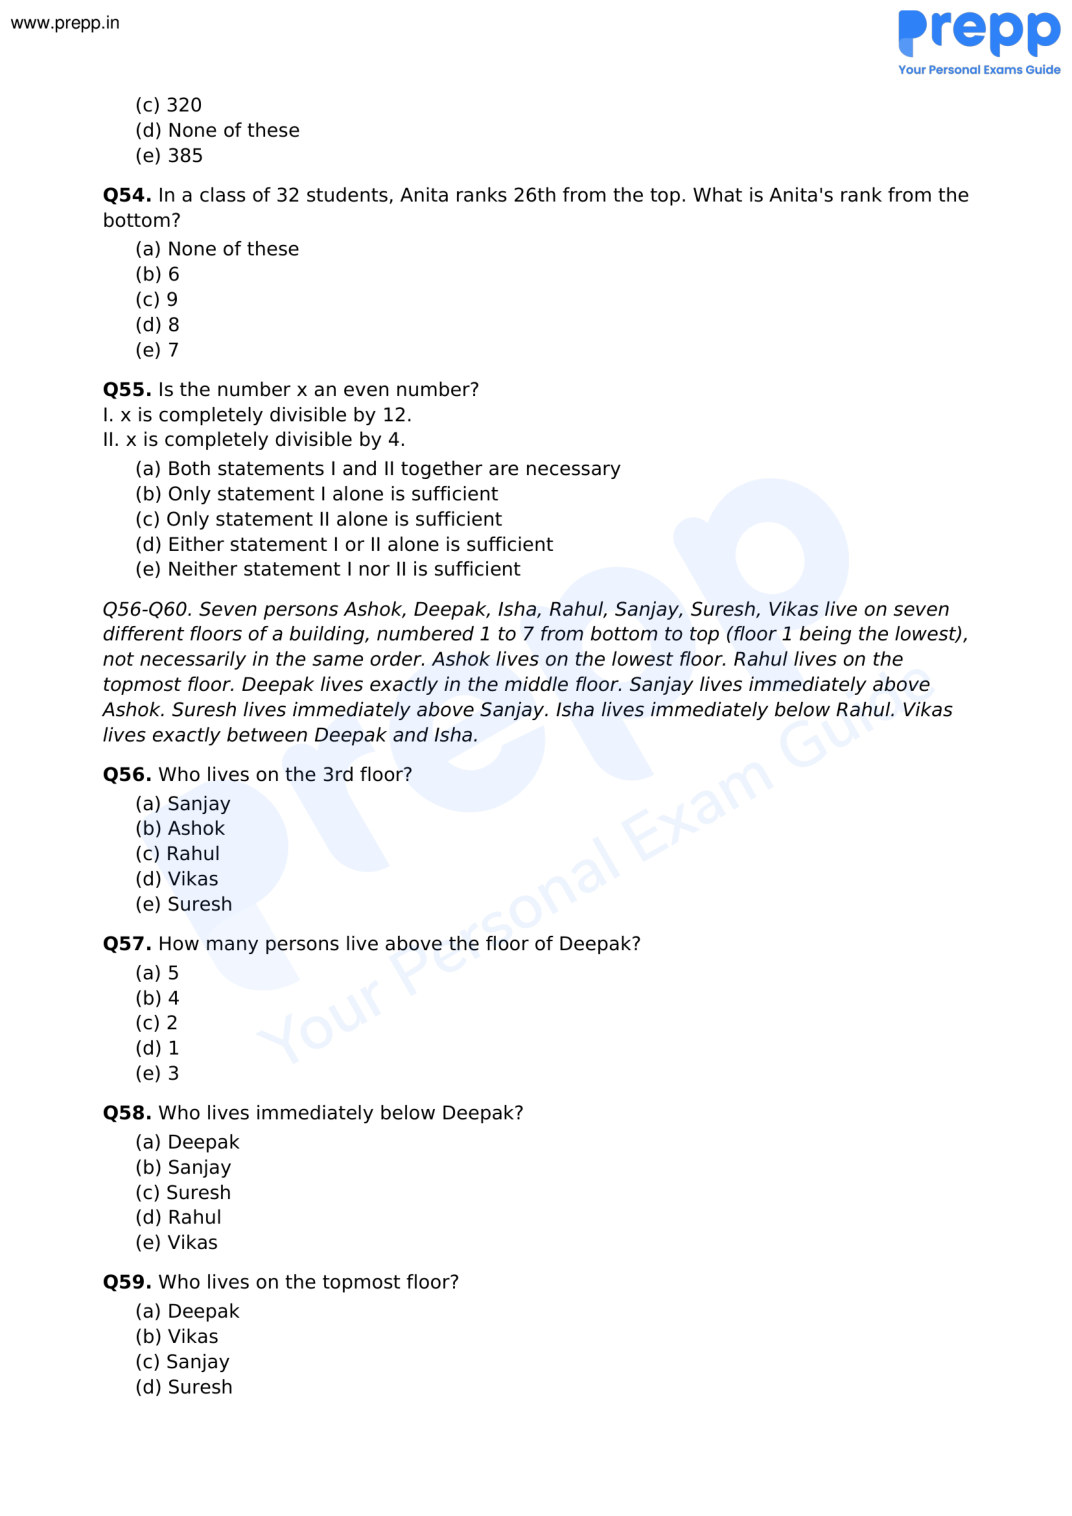 www.prepp.in
prepp
Your Personal Exams Guide
(c) 320
(d) None of these
(e) 385
Q54. In a class of 32 students, Anita ranks 26th from the top. What is Anita's rank from the
bottom?
(a) None of these
(b) 6
(c) 9
(d) 8
(e) 7
Q55. Is the number x an even number?
I. x is completely divisible by 12.
II. x is completely divisible by 4.
(a) Both statements I and II together are necessary
(b) Only statement I alone is sufficient
(c) Only statement II alone is sufficient
(d) Either statement I or II alone is sufficient
(e) Neither statement I nor II is sufficient
Q56-Q60. Seven persons Ashok, Deepak, Isha, Rahul, Sanjay, Suresh, Vikas live on seven
different floors of a building, numbered 1 to 7 from bottom to top (floor 1 being the lowest),
not necessarily in the same order. Ashok lives on the lowest floor. Rahul lives on the
topmost floor. Deepak lives exactly in the middle floor. Sanjay lives immediately above
Ashok. Suresh lives immediately above Sanjay. Isha lives immediately below Rahul. Vikas
lives exactly between Deepak and Isha.
Q56. Who lives on the 3rd floor?
(a) Sanjay
(b) Ashok
(c) Rahul
(d) Vikas
(e) Suresh
Q57. How many persons live above the floor of Deepak?
(a) 5
(b) 4
(c) 2
(d) 1
(e) 3
Q58. Who lives immediately below Deepak?
(a) Deepak
(b) Sanjay
(c) Suresh
(d) Rahul
(e) Vikas
Q59. Who lives on the topmost floor?
(a) Deepak
(b) Vikas
(c) Sanjay
(d) Suresh
prepp
Your Personal Exam Guide